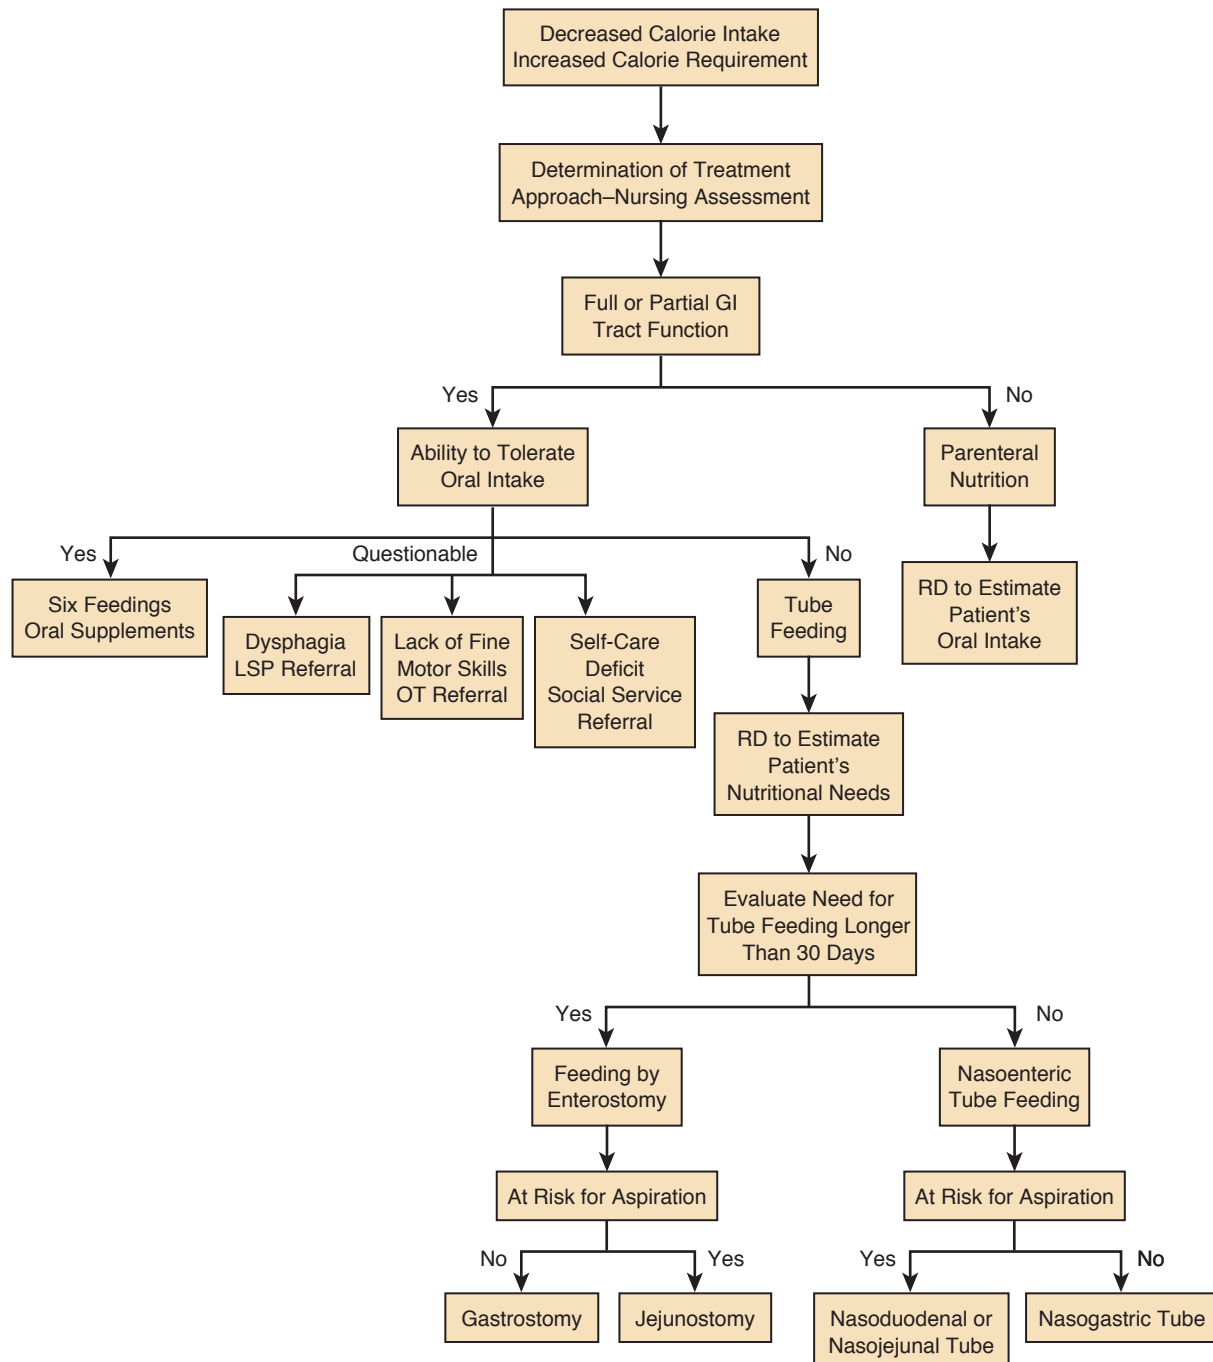 Decreased Calorie Intake
Increased Calorie Requirement
Determination of Treatment
Approach–Nursing Assessment
Full or Partial GI
Tract Function
Yes
No
Ability to Tolerate
Oral Intake
Parenteral
Nutrition
Yes
Questionable
No
Six Feedings
Oral Supplements
Dysphagia
LSP Referral
Lack of Fine
Motor Skills
OT Referral
Self-Care
Deficit
Social Service
Referral
Tube
Feeding
RD to Estimate
Patient's
Oral Intake
RD to Estimate
Patient's
Nutritional Needs
Evaluate Need for
Tube Feeding Longer
Than 30 Days
Yes
No
Feeding by
Enterostomy
Nasoenteric
Tube Feeding
At Risk for Aspiration
At Risk for Aspiration
No
Yes
Yes
No
Gastrostomy
Jejunostomy
Nasoduodenal or
Nasojejunal Tube
Nasogastric Tube